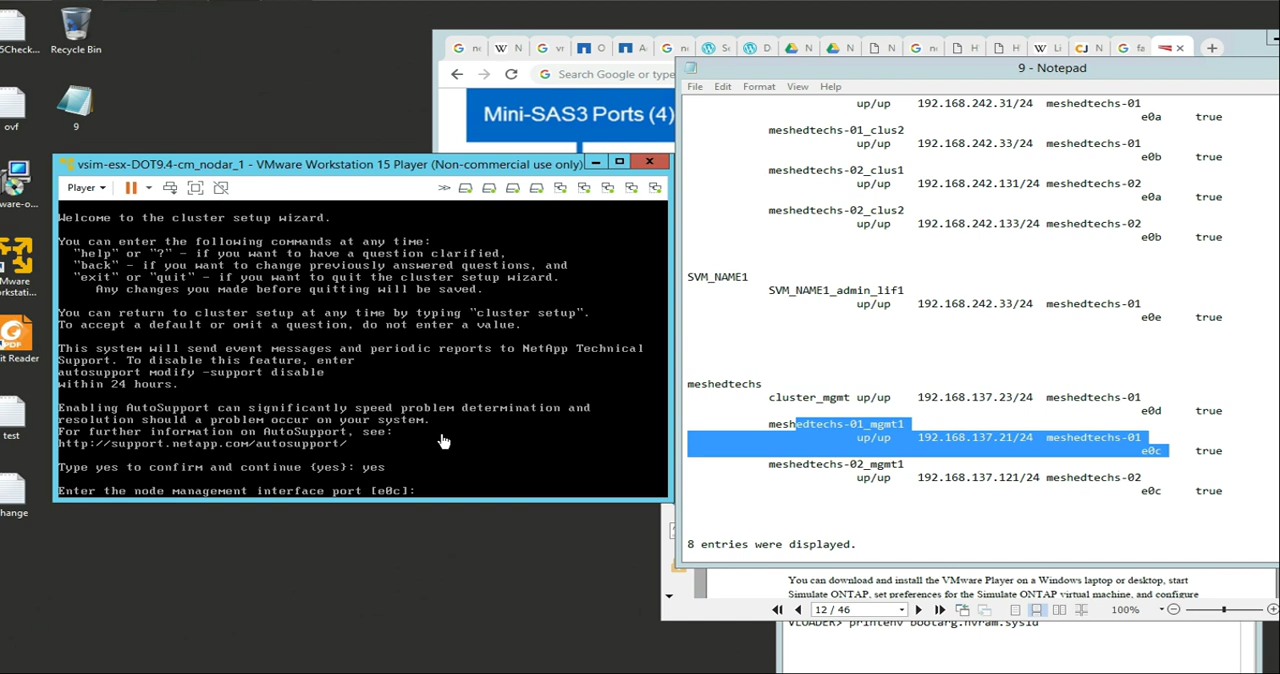 5Check...
Recycle Bin
ovf
9
ware-o...
VMware
orkstati...
PDF
it Reader
test
hange
Search Google or type
Mini-SAS3 Ports (4)
vsim-esx-DOT9.4-cm_nodar_1 - VMware Workstation 15 Player (Non-commercial use only)
Player
Welcome to the cluster setup wizard.
You can enter the following commands at any time:
"help" or "?" - if you want to have a question clarified,
"back" - if you want to change previously answered questions, and
"exit" or "quit" - if you want to quit the cluster setup wizard.
Any changes you made before quitting will be saved.
You can return to cluster setup at any time by typing "cluster setup".
To accept a default or omit a question, do not enter a value.
This system will send event messages and periodic reports to NetApp Technical
Support. To disable this feature, enter
autosupport modify -support disable
within 24 hours.
Enabling AutoSupport can significantly speed problem determination and
resolution should a problem occur on your system.
For further information on AutoSupport, see:
http://support.netapp.com/autosupport/
Type yes to confirm and continue {yes}: yes
Enter the node management interface port [e0c]:
9 - Notepad
File Edit Format View Help
up/up 192.168.242.31/24 meshedtechs-01
e0a true
meshedtechs-01_clus2
up/up 192.168.242.33/24 meshedtechs-01
e0b true
meshedtechs-02_clus1
up/up 192.168.242.131/24 meshedtechs-02
e0a true
meshedtechs-02_clus2
up/up 192.168.242.133/24 meshedtechs-02
e0b true
SVM_NAME1
SVM_NAME1_admin_lif1
up/up 192.168.242.33/24 meshedtechs-01
e0e true
meshedtechs
cluster_mgmt up/up 192.168.137.23/24 meshedtechs-01
e0d true
meshedtechs-01_mgmt1
up/up 192.168.137.21/24 meshedtechs-01
e0c true
meshedtechs-02_mgmt1
up/up 192.168.137.121/24 meshedtechs-02
e0c true
8 entries were displayed.
You can download and install the VMware Player on a Windows laptop or desktop, start
Simulate ONTAP, set preferences for the Simulate ONTAP virtual machine, and configure
12 / 46
100%
VLOADER> printenv bootarg.nvram.sysid